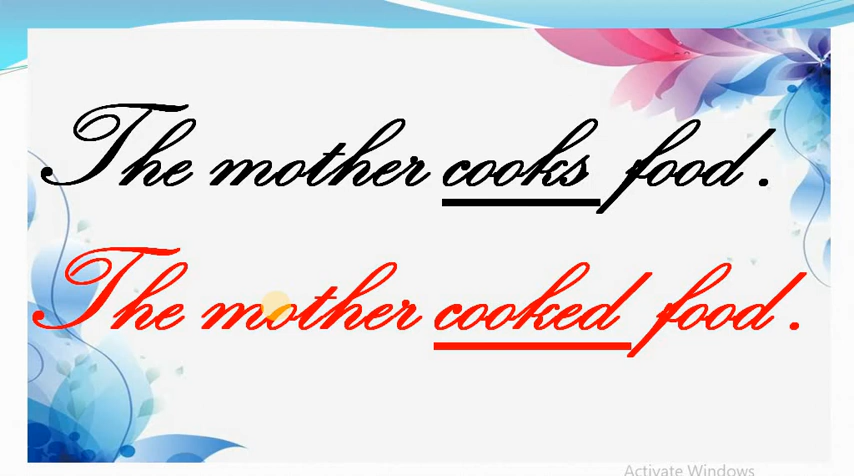 The mother cooks food .
The mother cooked food .
Activate Windows